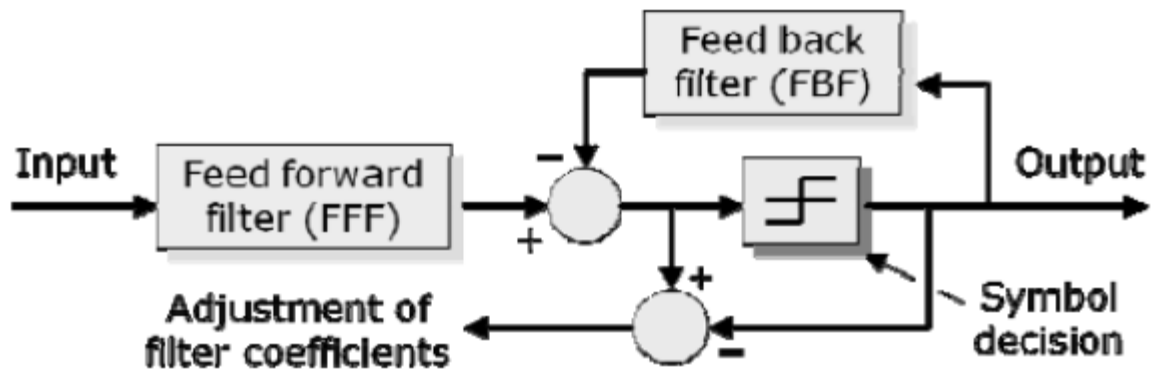 Feed back
filter (FBF)
Input
Feed forward
filter (FFF)
−
+
Output
+
−
Adjustment of
filter coefficients
Symbol
decision